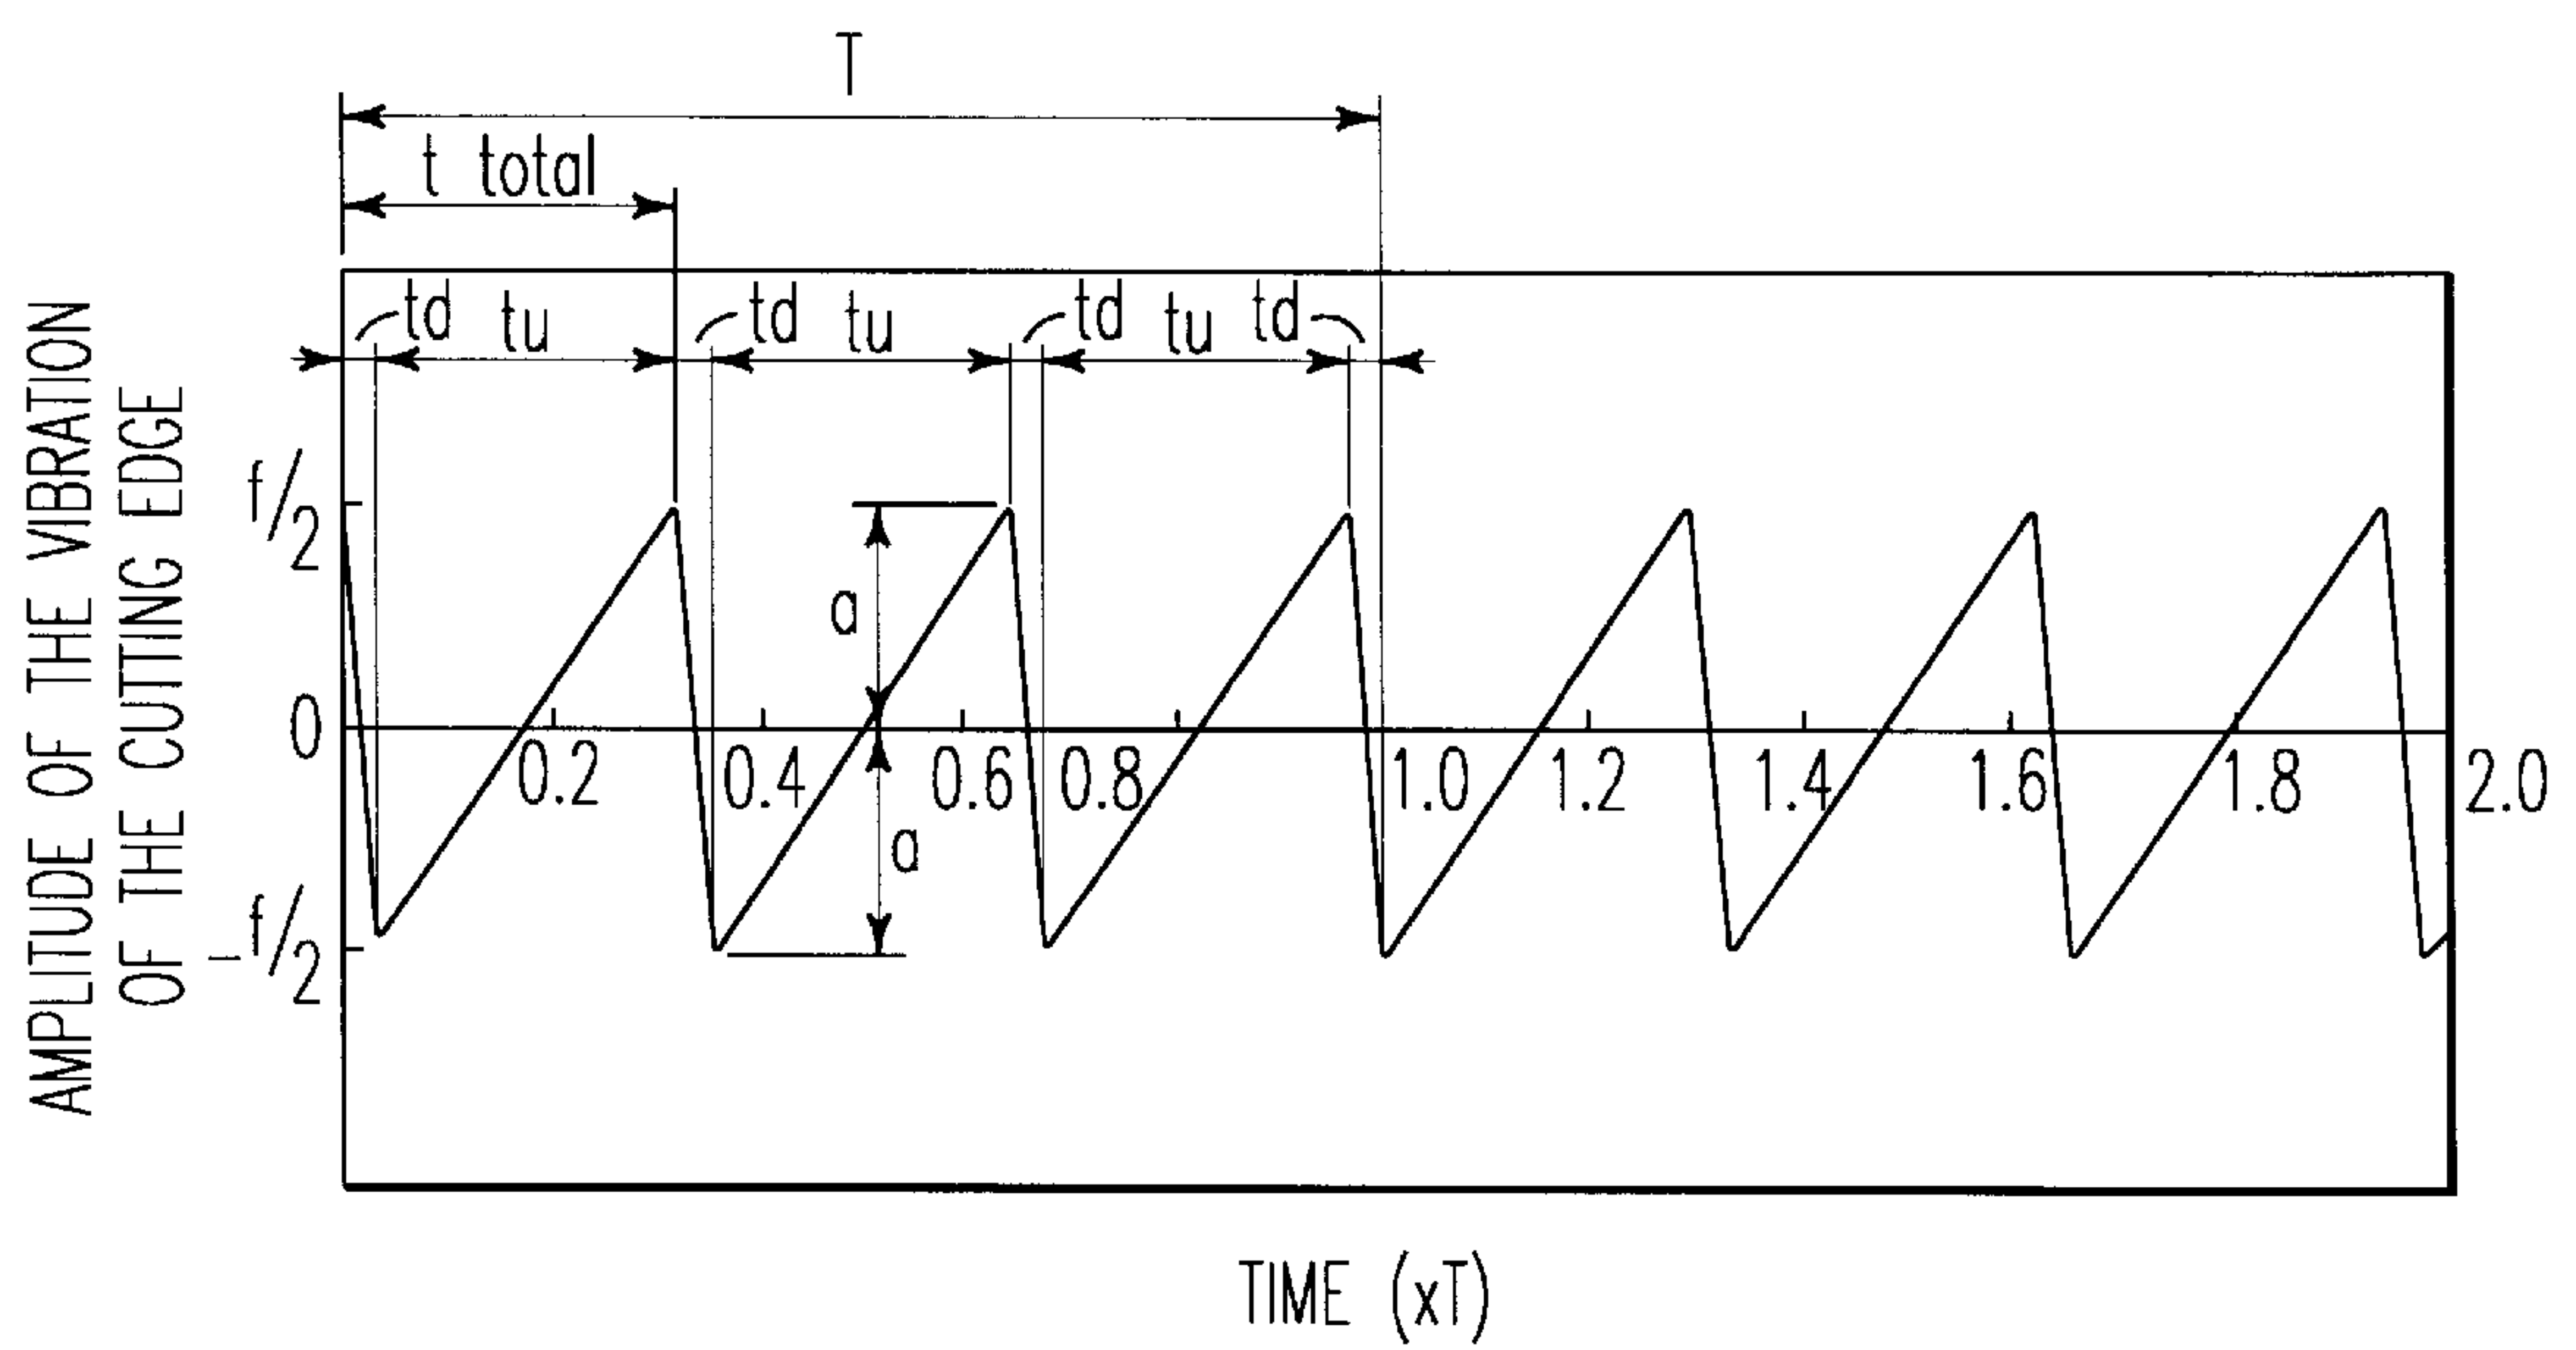 T
t total
td tu td tu td tu td
AMPLITUDE OF THE VIBRATION
OF THE CUTTING EDGE
f/2
a
0
0.2 0.4 0.6 0.8 1.0 1.2 1.4 1.6 1.8 2.0
a
-f/2
TIME (xT)